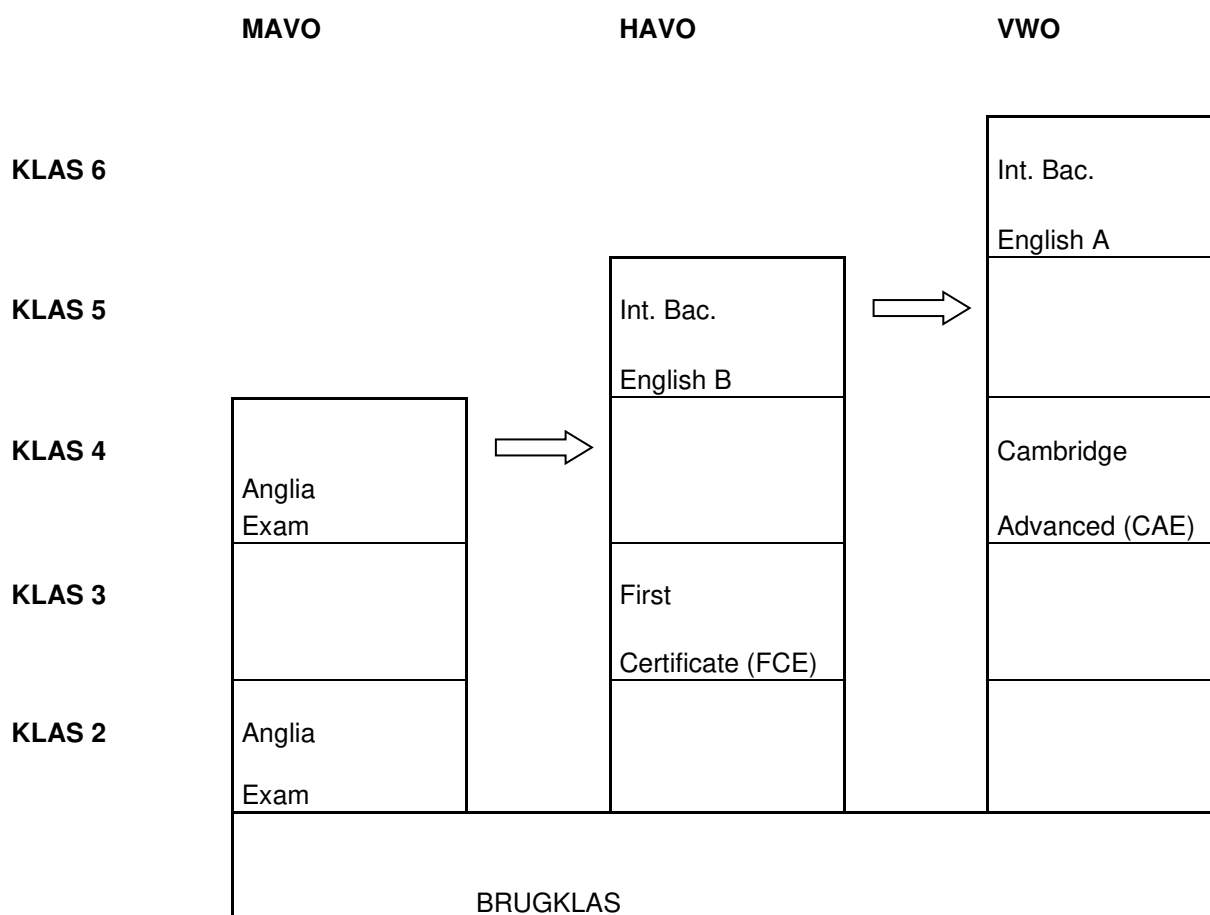 MAVO HAVO VWO
KLAS 6 Int. Bac.
English A
KLAS 5 Int. Bac.
English B
KLAS 4 Cambridge
Anglia
Exam Advanced (CAE)
KLAS 3 First
Certificate (FCE)
KLAS 2 Anglia
Exam
BRUGKLAS